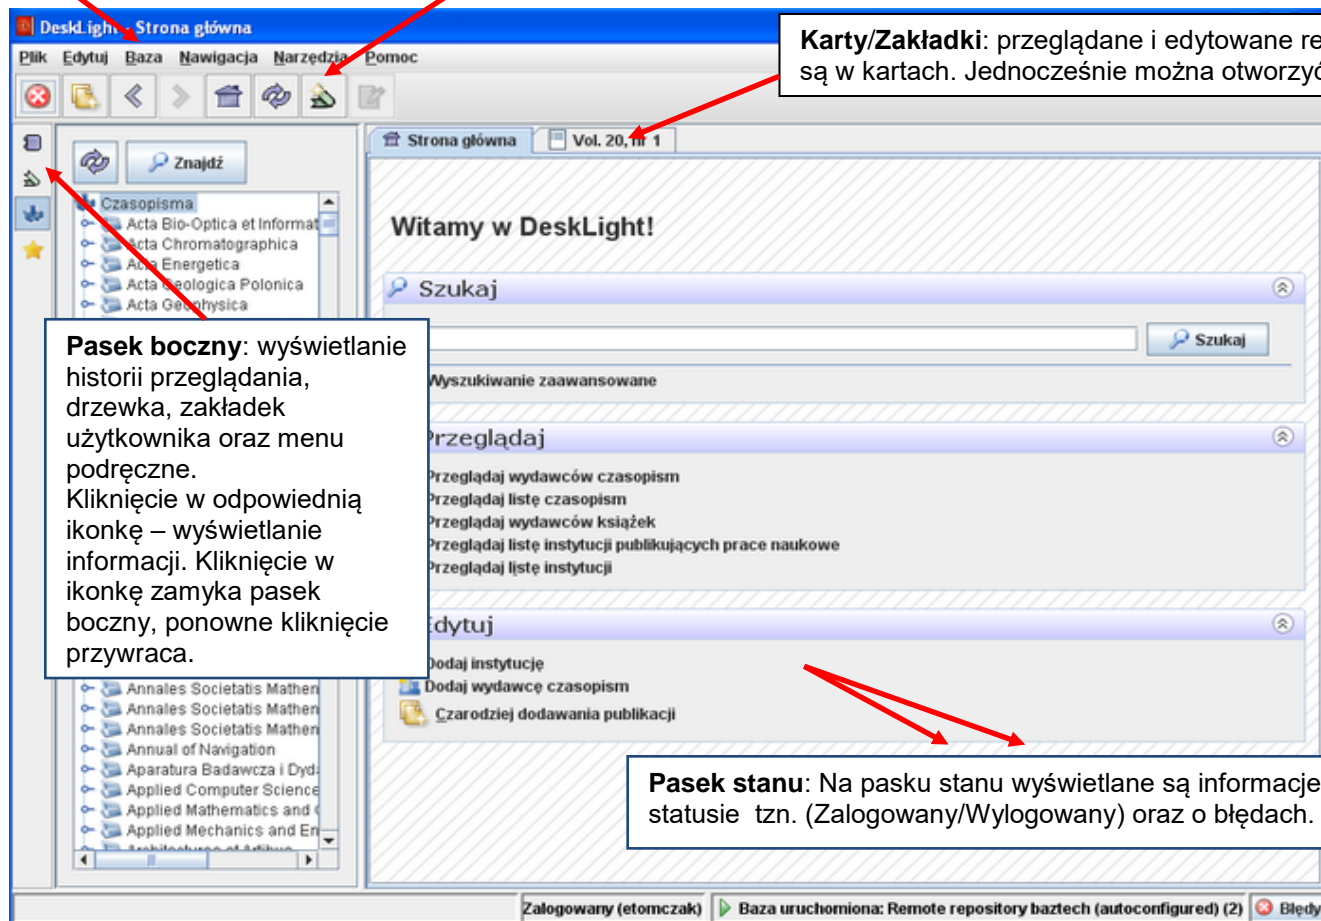 DeskLight - Strona główna
Plik Edytuj Baza Nawigacja Narzędzia Pomoc
Karty/Zakładki: przeglądane i edytowane re
są w kartach. Jednocześnie można otworzyć
Strona główna
Vol. 20, nr 1
Znajdź
Czasopisma
Acta Bio-Optica et Informat
Acta Chromatographica
Acta Energetica
Acta Geologica Polonica
Acta Geophysica
Witamy w DeskLight!
Szukaj
Szukaj
Wyszukiwanie zaawansowane
Przeglądaj
Przeglądaj wydawców czasopism
Przeglądaj listę czasopism
Przeglądaj wydawców książek
Przeglądaj listę instytucji publikujących prace naukowe
Przeglądaj listę instytucji
Edytuj
Dodaj instytucję
Dodaj wydawcę czasopism
Czarodziej dodawania publikacji
Pasek boczny: wyświetlanie
historii przeglądania,
drzewka, zakładek
użytkownika oraz menu
podręczne.
Kliknięcie w odpowiednią
ikonkę – wyświetlanie
informacji. Kliknięcie w
ikonkę zamyka pasek
boczny, ponowne kliknięcie
przywraca.
Annales Societatis Mathen
Annales Societatis Mathen
Annales Societatis Mathen
Annual of Navigation
Aparatura Badawcza i Dyd
Applied Computer Science
Applied Mathematics and
Applied Mechanics and En
Pasek stanu: Na pasku stanu wyświetlane są informacje
statusie tzn. (Zalogowany/Wylogowany) oraz o błędach.
Zalogowany (etomczak)
Baza uruchomiona: Remote repository baztech (autoconfigured) (2)
Błędy